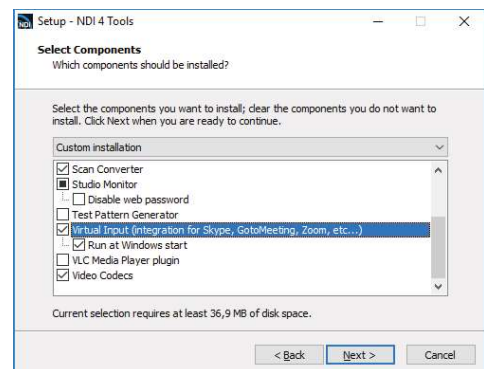 NDI
Setup - NDI 4 Tools
Select Components
Which components should be installed?
Select the components you want to install; clear the components you do not want to
install. Click Next when you are ready to continue.
Custom installation
Scan Converter
Studio Monitor
Disable web password
Test Pattern Generator
Virtual Input (integration for Skype, GotoMeeting, Zoom, etc...)
Run at Windows start
VLC Media Player plugin
Video Codecs
Current selection requires at least 36,9 MB of disk space.
< Back
Next >
Cancel